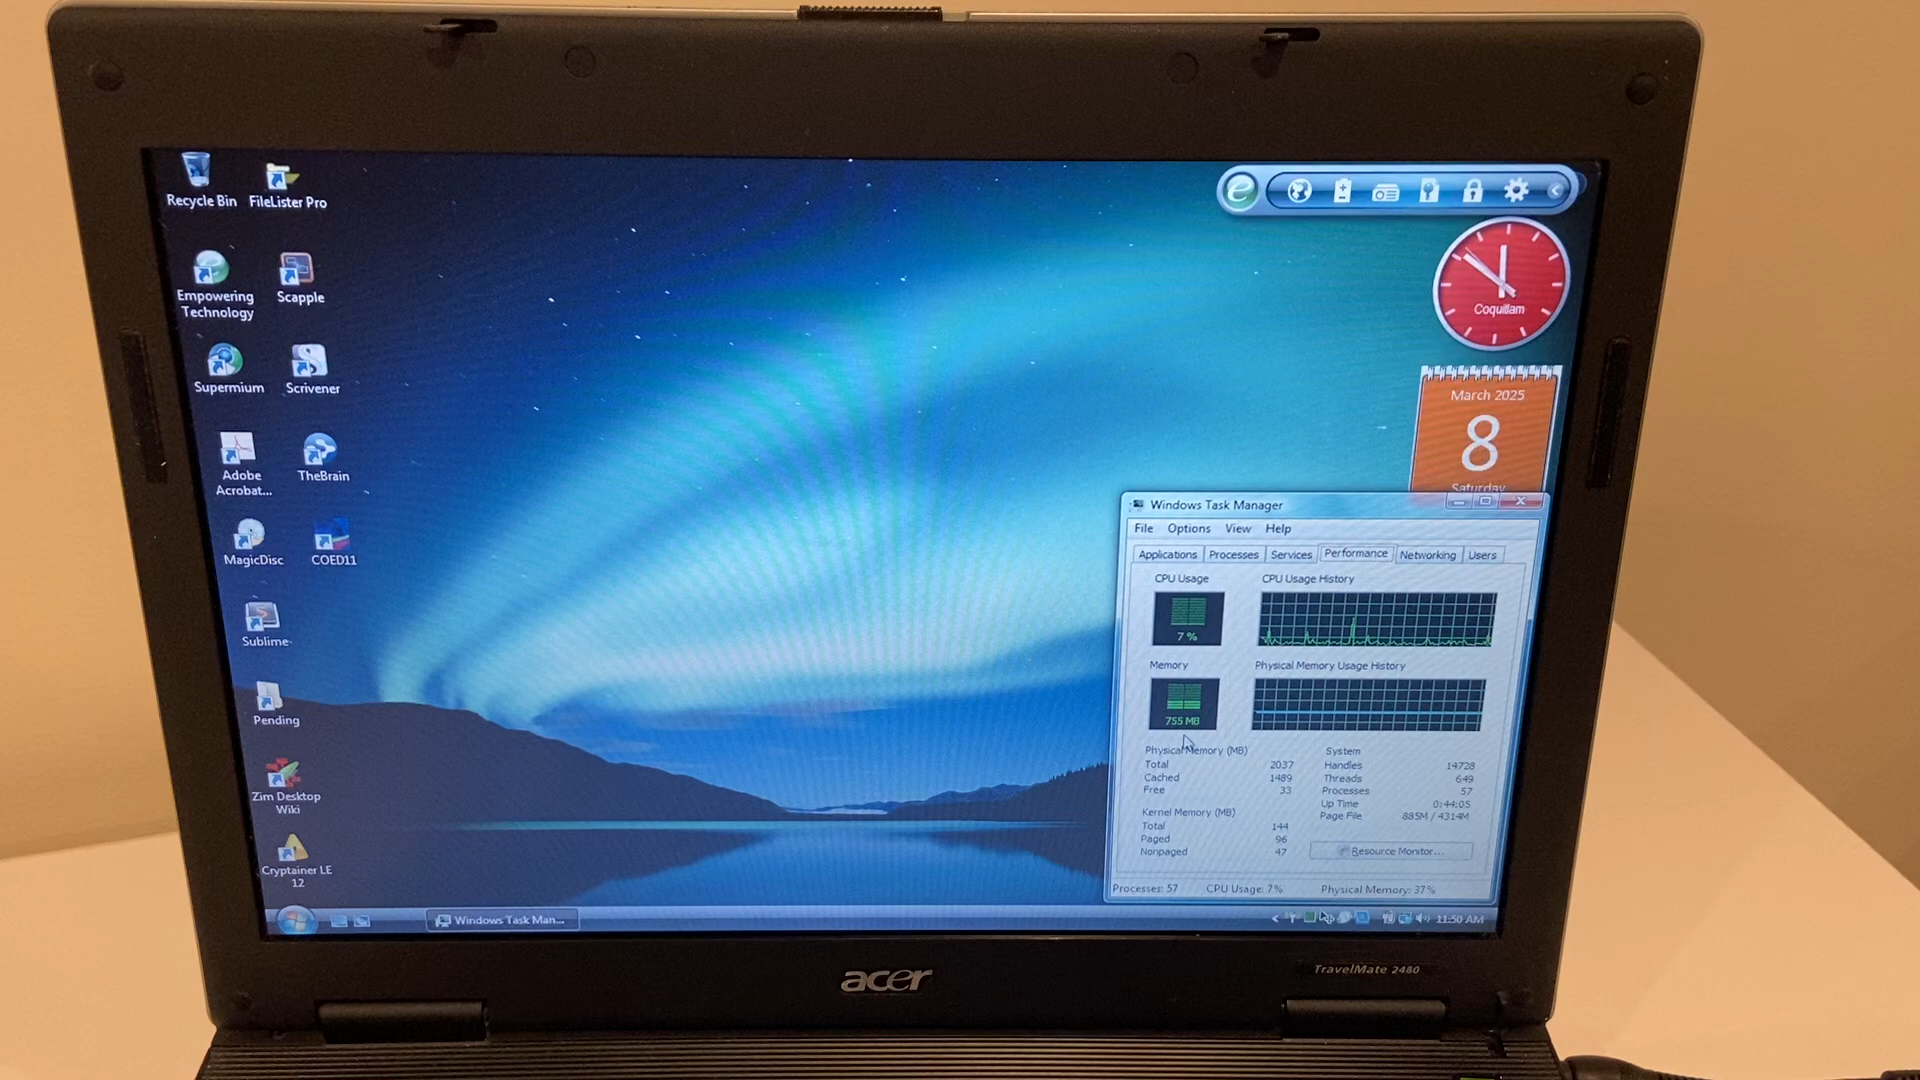 Recycle Bin
FileLister Pro
Empowering
Technology
Scapple
Supermium
Scrivener
Adobe
Acrobat...
TheBrain
MagicDisc
COED11
Sublime
Pending
Zim Desktop
Wiki
Cryptainer LE
12
e
Coquitlam
March 2025
8
Saturday
Windows Task Manager
File Options View Help
Applications Processes Services Performance Networking Users
CPU Usage
CPU Usage History
7 %
Memory
Physical Memory Usage History
755 MB
Physical Memory (MB)
Total 2037
Cached 1489
Free 33
Kernel Memory (MB)
Total 144
Paged 96
Nonpaged 47
System
Handles 14728
Threads 649
Processes 57
Up Time 0:44:05
Page File 885M / 4314M
Resource Monitor...
Processes: 57 CPU Usage: 7% Physical Memory: 37%
Windows Task Man...
11:50 AM
acer
TravelMate 2480